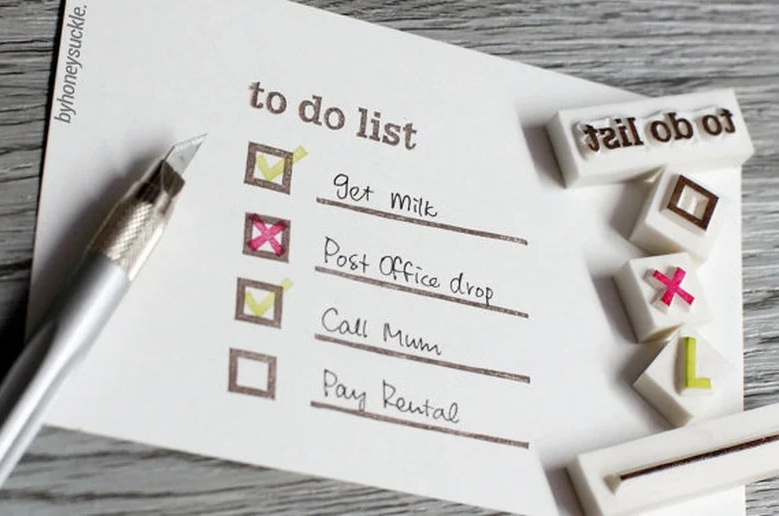 byhoneysuckle.
to do list
get Milk
Post Office drop
Call Mum
Pay Rental
to do list